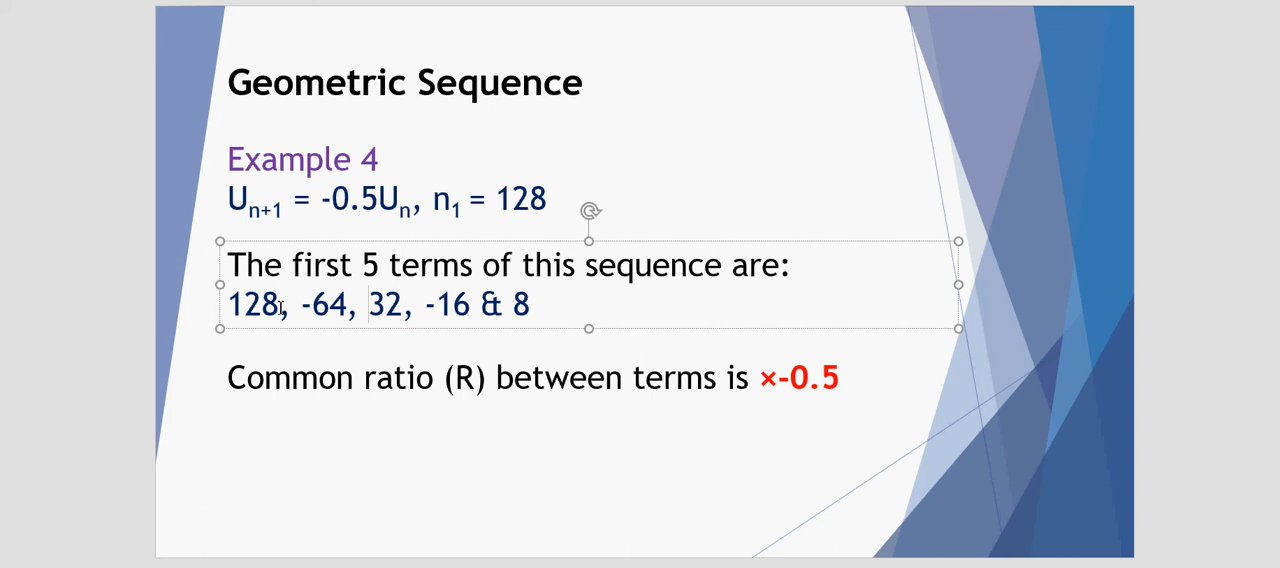 Geometric Sequence
Example 4
Uₙ₊₁ = -0.5Uₙ, n₁ = 128
The first 5 terms of this sequence are:
128, -64, 32, -16 & 8
Common ratio (R) between terms is ×-0.5